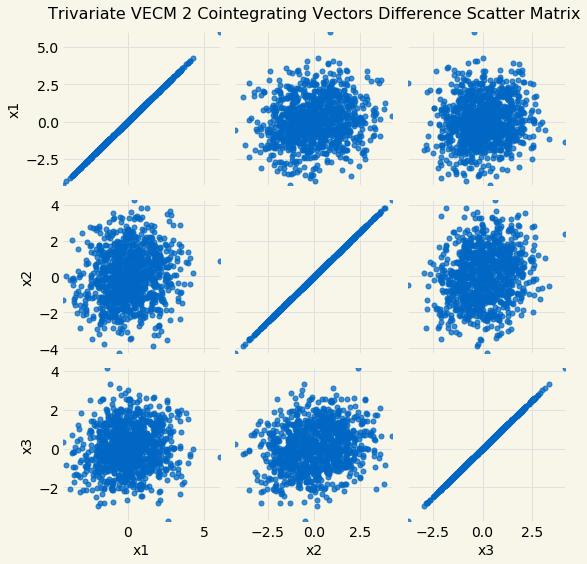 Trivariate VECM 2 Cointegrating Vectors Difference Scatter Matrix
5.0
2.5
0.0
−2.5
x1
4
2
0
−2
−4
x2
4
2
0
−2
x3
0 5 −2.5 0.0 2.5 −2.5 0.0 2.5
x1 x2 x3